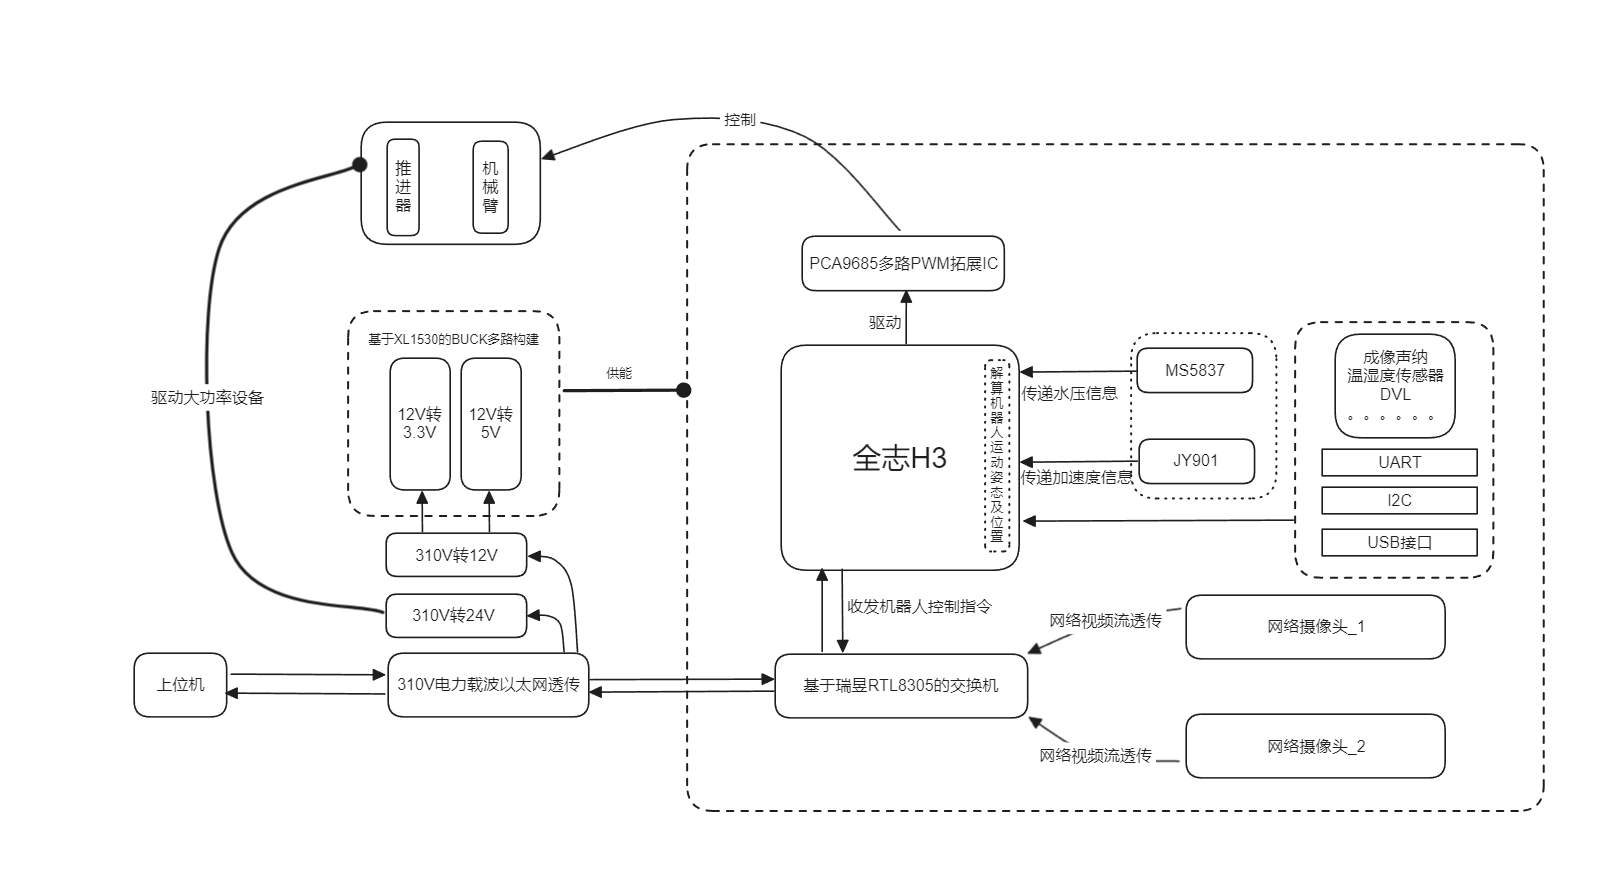 控制
推进器
机械臂
PCA9685多路PWM拓展IC
驱动
基于XL1530的BUCK多路构建
12V转
3.3V
12V转
5V
供能
驱动大功率设备
310V转12V
310V转24V
上位机
310V电力载波以太网透传
全志H3
解算机器人运动姿态及位置
MS5837
传递水压信息
JY901
传递加速度信息
成像声纳
温湿度传感器
DVL
。。。。。。
UART
I2C
USB接口
收发机器人控制指令
基于瑞昱RTL8305的交换机
网络视频流透传
网络摄像头_1
网络视频流透传
网络摄像头_2